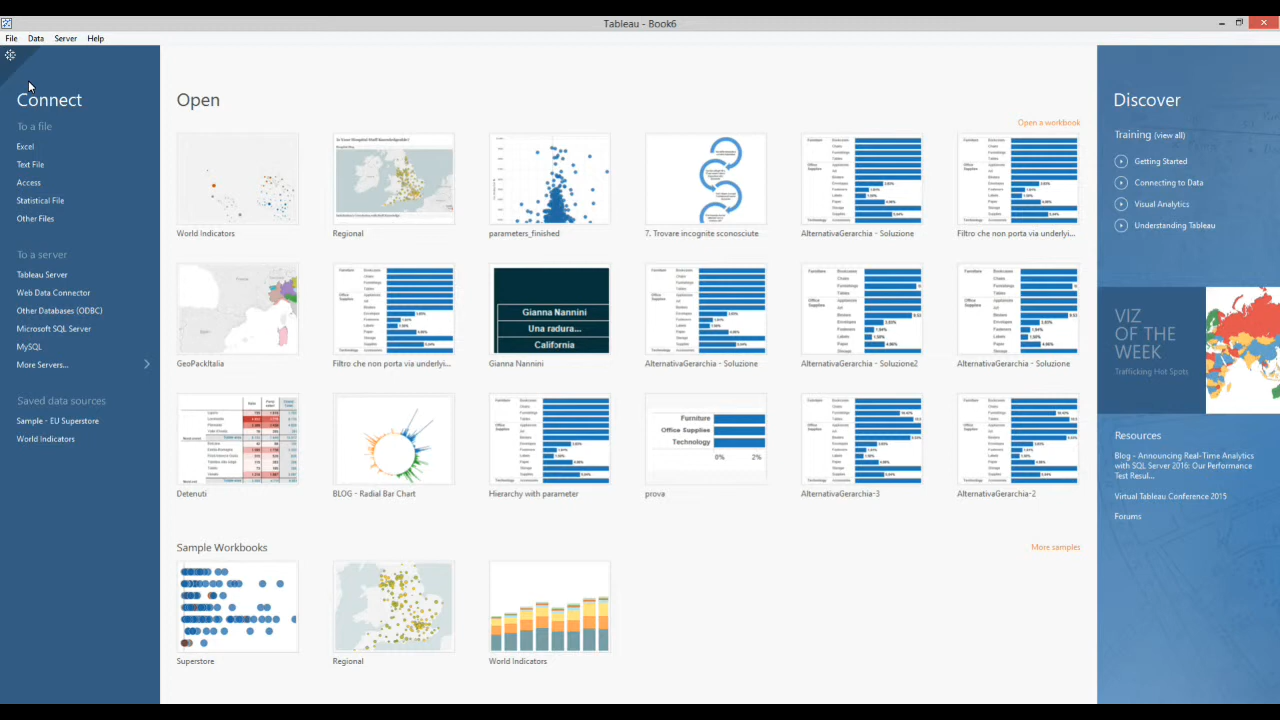 Tableau - Book6
File Data Server Help
Connect
To a file
Excel
Text File
Access
Statistical File
Other Files
To a server
Tableau Server
Web Data Connector
Other Databases (ODBC)
Microsoft SQL Server
MySQL
More Servers...
Saved data sources
Sample - EU Superstore
World Indicators
Open
Open a workbook
World Indicators
Regional
parameters_finished
7. Trovare incognite sconosciute
AlternativaGerarchia - Soluzione
Filtro che non porta via underlyi...
GeoPackItalia
Filtro che non porta via underlyi...
Gianna Nannini
Una radura...
California
Gianna Nannini
AlternativaGerarchia - Soluzione
AlternativaGerarchia - Soluzione2
AlternativaGerarchia - Soluzione
Detenuti
BLOG - Radial Bar Chart
Hierarchy with parameter
Furniture
Office Supplies
Technology
0% 2%
prova
AlternativaGerarchia-3
AlternativaGerarchia-2
Sample Workbooks
More samples
Superstore
Regional
World Indicators
Discover
Training (view all)
Getting Started
Connecting to Data
Visual Analytics
Understanding Tableau
VIZ
OF THE
WEEK
Trafficking Hot Spots
Resources
Blog - Announcing Real-Time Analytics
with SQL Server 2016: Our Performance
Test Resul...
Virtual Tableau Conference 2015
Forums